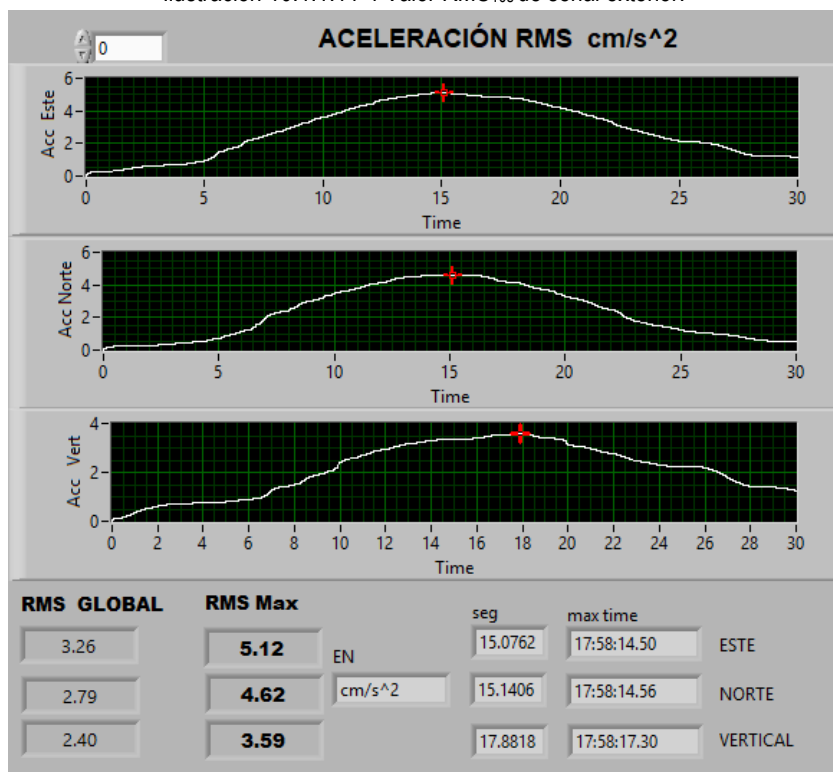 0
ACELERACIÓN RMS cm/s^2
Acc Este
6
4
2
0
0 5 10 15 20 25 30
Time
Acc Norte
6
4
2
0
0 5 10 15 20 25 30
Time
Acc Vert
4
2
0
0 2 4 6 8 10 12 14 16 18 20 22 24 26 28 30
Time
RMS GLOBAL RMS Max seg max time
3.26 5.12 15.0762 17:58:14.50 ESTE
EN
2.79 4.62 cm/s^2 15.1406 17:58:14.56 NORTE
2.40 3.59 17.8818 17:58:17.30 VERTICAL